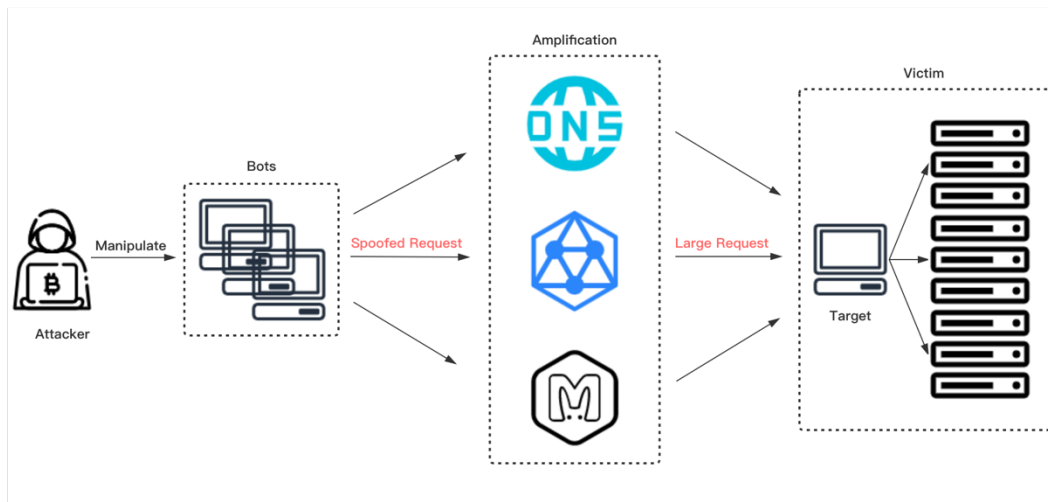 Amplification
Victim
DNS
Bots
Manipulate
Spoofed Request
Large Request
Attacker
Target
M